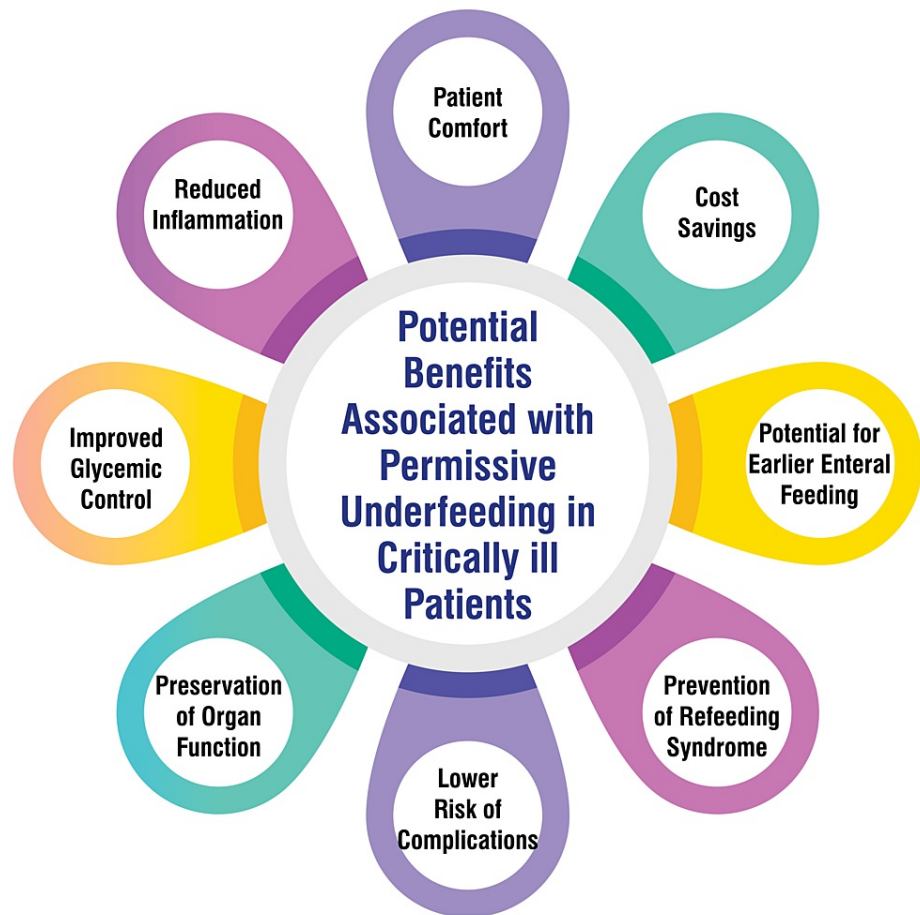 Potential
Benefits
Associated with
Permissive
Underfeeding in
Critically ill
Patients
Patient
Comfort
Cost
Savings
Potential for
Earlier Enteral
Feeding
Prevention
of Refeeding
Syndrome
Lower
Risk of
Complications
Preservation
of Organ
Function
Improved
Glycemic
Control
Reduced
Inflammation